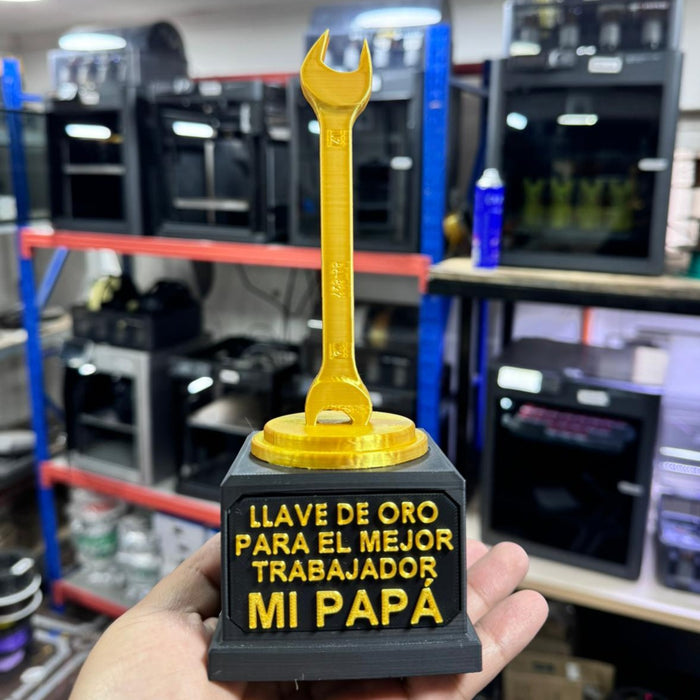 LLAVE DE ORO
PARA EL MEJOR
TRABAJADOR
MI PAPÁ